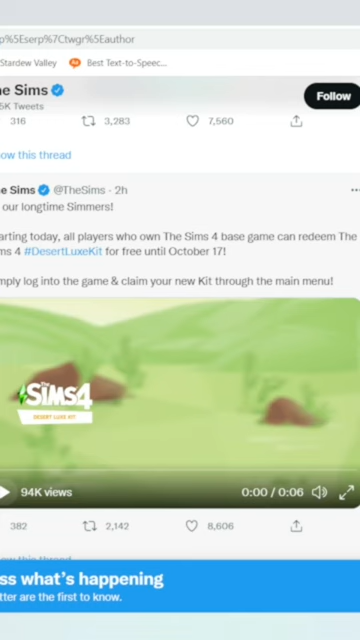 p%5Eserp%7Ctwgr%5Eauthor
Stardew Valley Best Text-to-Speec...
e Sims
5K Tweets
Follow
316 3,283 7,560
ow this thread
e Sims @TheSims · 2h
our longtime Simmers!
arting today, all players who own The Sims 4 base game can redeem The
ms 4 #DesertLuxeKit for free until October 17!
mply log into the game & claim your new Kit through the main menu!
The
SIMS4
DESERT LUXE KIT
94K views 0:00 / 0:06
382 2,142 8,606
ow this thread
ss what's happening
tter are the first to know.